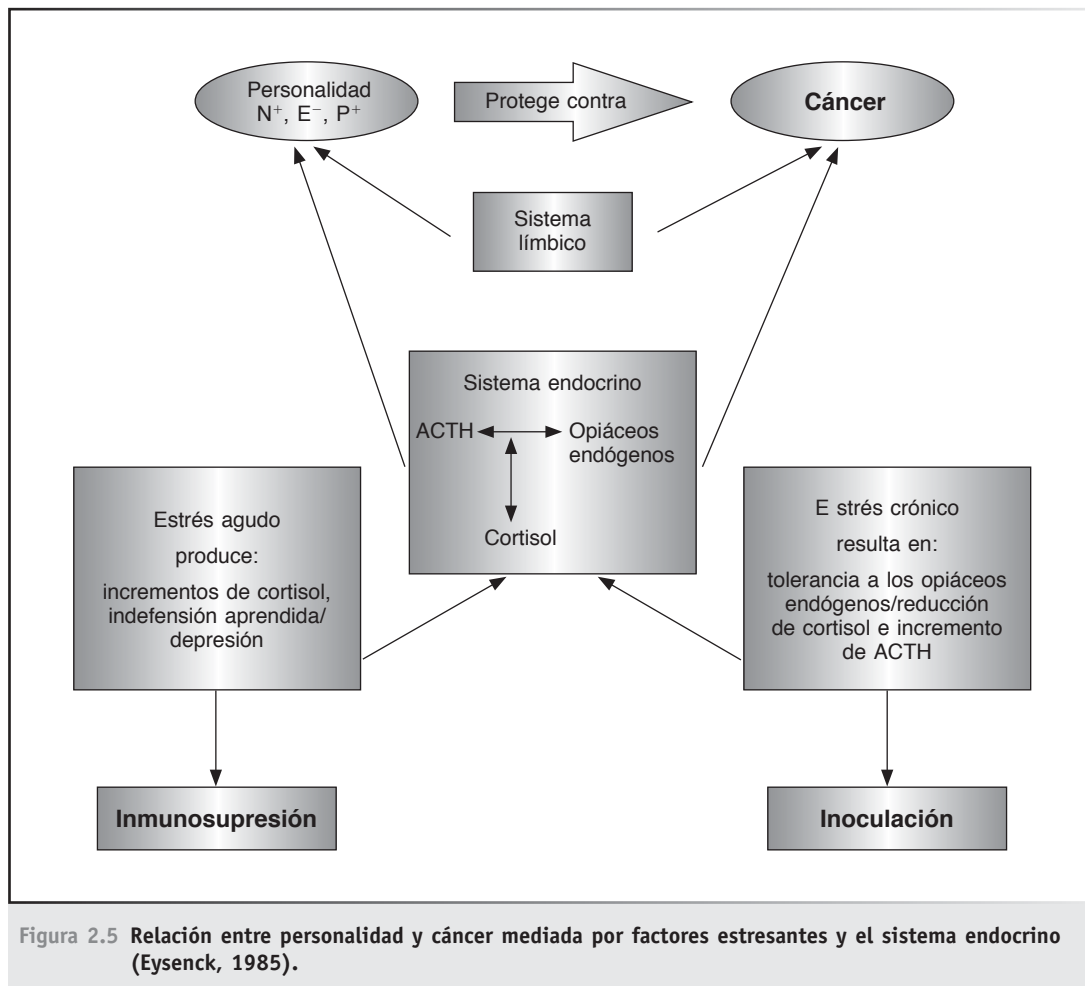 Personalidad
N⁺, E⁻, P⁺
Protege contra
Cáncer
Sistema
límbico
Sistema endocrino
ACTH
Opiáceos
endógenos
Cortisol
Estrés agudo
produce:
incrementos de cortisol,
indefensión aprendida/
depresión
E strés crónico
resulta en:
tolerancia a los opiáceos
endógenos/reducción
de cortisol e incremento
de ACTH
Inmunosupresión
Inoculación
Figura 2.5 Relación entre personalidad y cáncer mediada por factores estresantes y el sistema endocrino
(Eysenck, 1985).